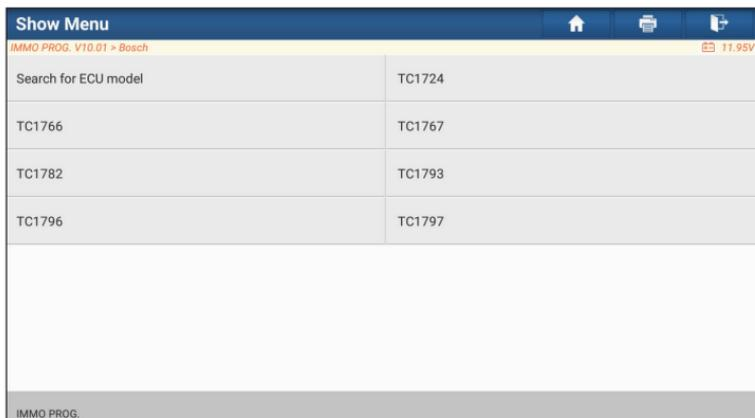 Show Menu
IMMO PROG. V10.01 > Bosch 11.95V
Search for ECU model TC1724
TC1766 TC1767
TC1782 TC1793
TC1796 TC1797
IMMO PROG.